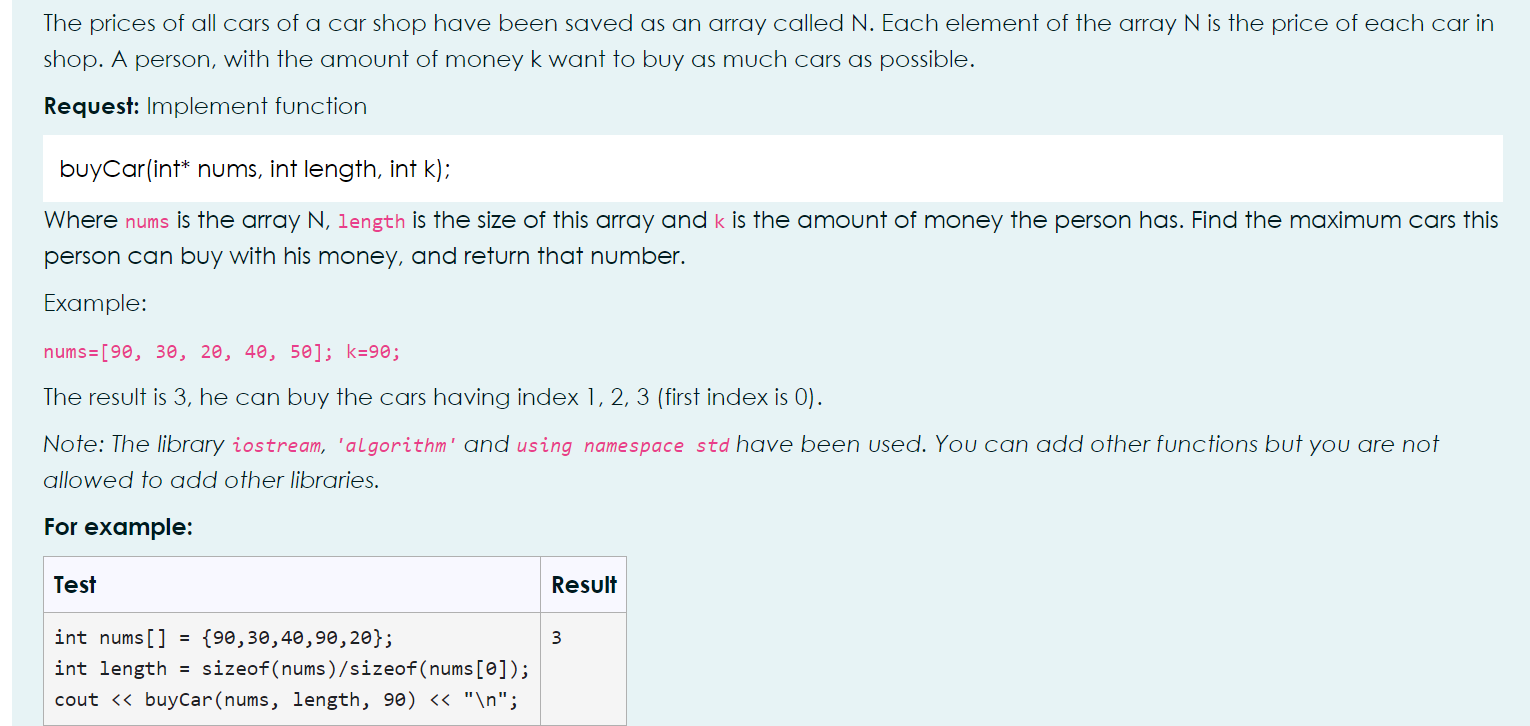 The prices of all cars of a car shop have been saved as an array called N. Each element of the array N is the price of each car in
shop. A person, with the amount of money k want to buy as much cars as possible.
Request: Implement function
buyCar(int* nums, int length, int k);
Where nums is the array N, length is the size of this array and k is the amount of money the person has. Find the maximum cars this
person can buy with his money, and return that number.
Example:
nums=[90, 30, 20, 40, 50]; k=90;
The result is 3, he can buy the cars having index 1, 2, 3 (first index is 0).
Note: The library iostream, 'algorithm' and using namespace std have been used. You can add other functions but you are not
allowed to add other libraries.
For example:
Test Result
int nums[] = {90,30,40,90,20}; 3
int length = sizeof(nums)/sizeof(nums[0]);
cout << buyCar(nums, length, 90) << "\n";